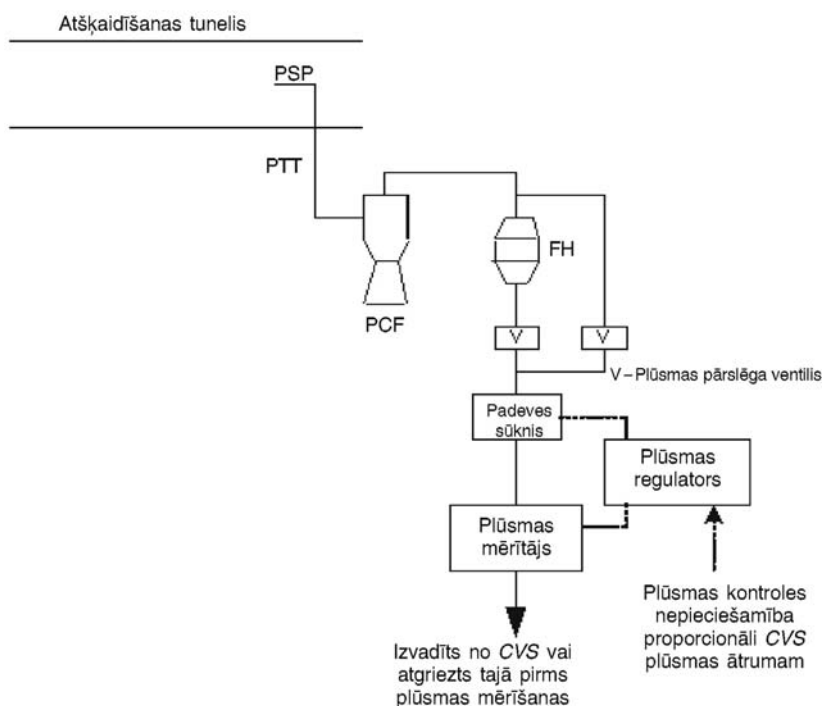 Atšķaidīšanas tunelis
PSP
PTT
FH
PCF
V
V
V – Plūsmas pārslēga ventilis
Padeves
sūknis
Plūsmas
regulators
Plūsmas
mērītājs
Plūsmas kontroles
nepieciešamība
proporcionāli CVS
plūsmas ātrumam
Izvadīts no CVS vai
atgriezts tajā pirms
plūsmas mērīšanas